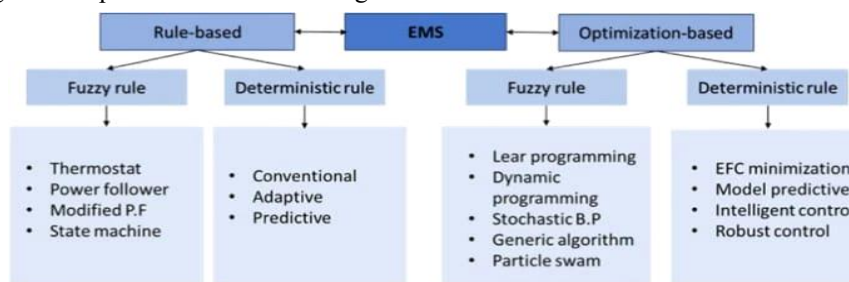 Rule-based
EMS
Optimization-based
Fuzzy rule
Deterministic rule
Fuzzy rule
Deterministic rule
• Thermostat
• Power follower
• Modified P.F
• State machine
• Conventional
• Adaptive
• Predictive
• Lear programming
• Dynamic
programming
• Stochastic B.P
• Generic algorithm
• Particle swam
• EFC minimization
• Model predictive
• Intelligent contro
• Robust control